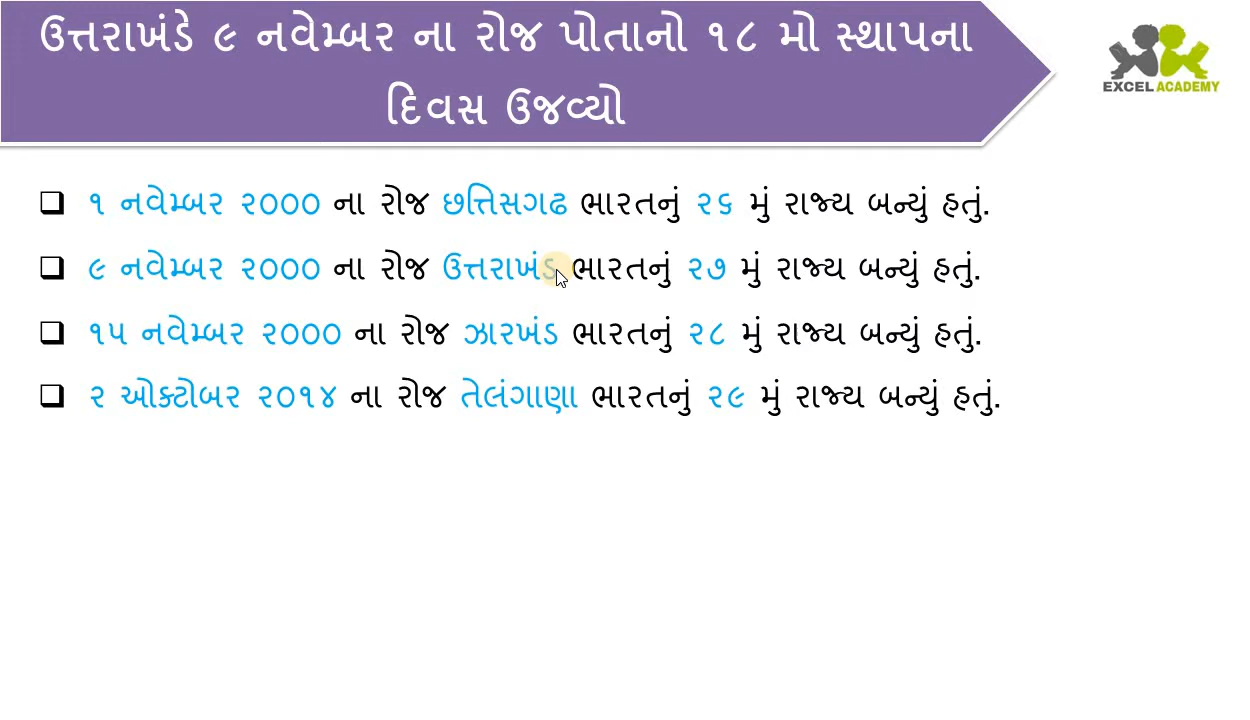 ઉત્તરાખંડે ૯ નવેમ્બર ના રોજ પોતાનો ૧૮ મો સ્થાપના
દિવસ ઉજવ્યો
EXCEL ACADEMY
૧ નવેમ્બર ૨૦૦૦ ના રોજ છત્તિસગઢ ભારતનું ૨૬ મું રાજ્ય બન્યું હતું.
૯ નવેમ્બર ૨૦૦૦ ના રોજ ઉત્તરાખંડ ભારતનું ૨૭ મું રાજ્ય બન્યું હતું.
૧૫ નવેમ્બર ૨૦૦૦ ના રોજ ઝારખંડ ભારતનું ૨૮ મું રાજ્ય બન્યું હતું.
૨ ઓક્ટોબર ૨૦૧૪ ના રોજ તેલંગાણા ભારતનું ૨૯ મું રાજ્ય બન્યું હતું.